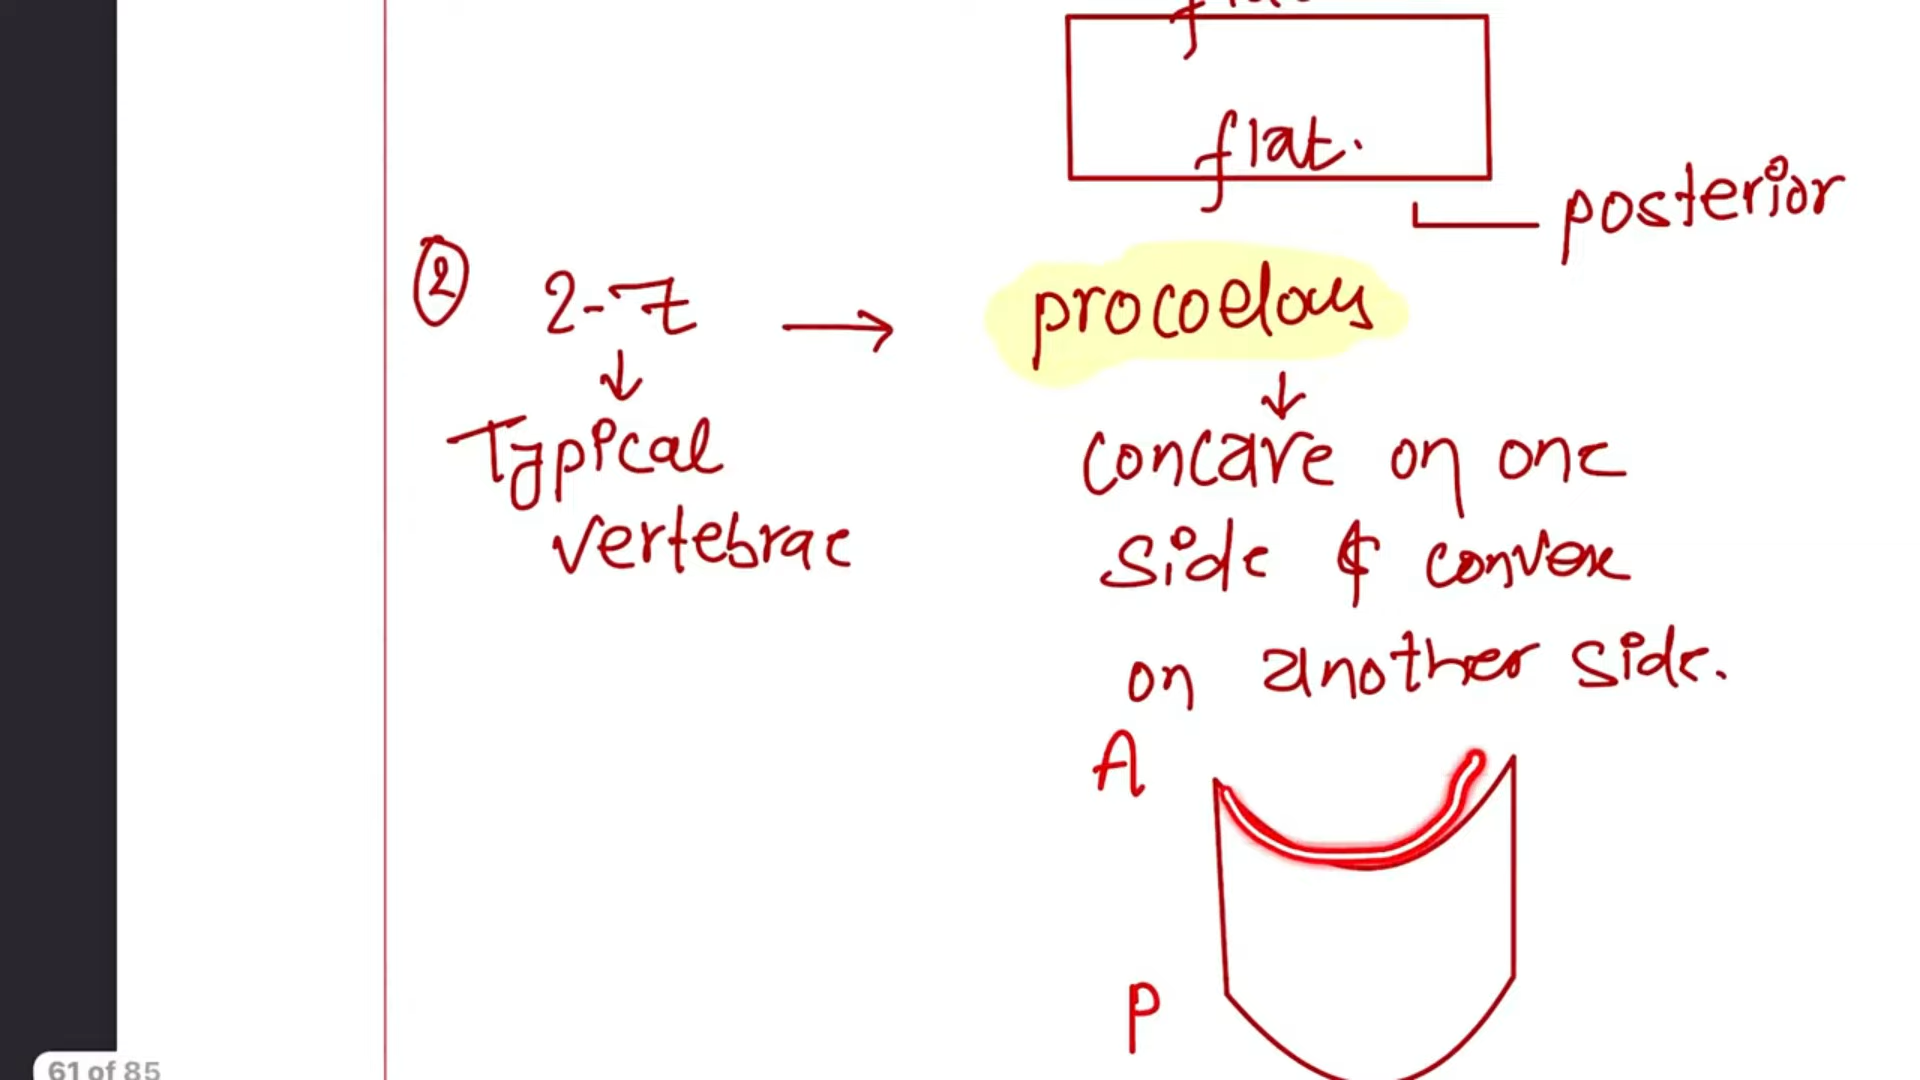 flat.
posterior
② 2-7 → procoelous
↓ ↓
Typical
vertebrae
concave on one
side & convex
on another side.
A
P
61 of 85